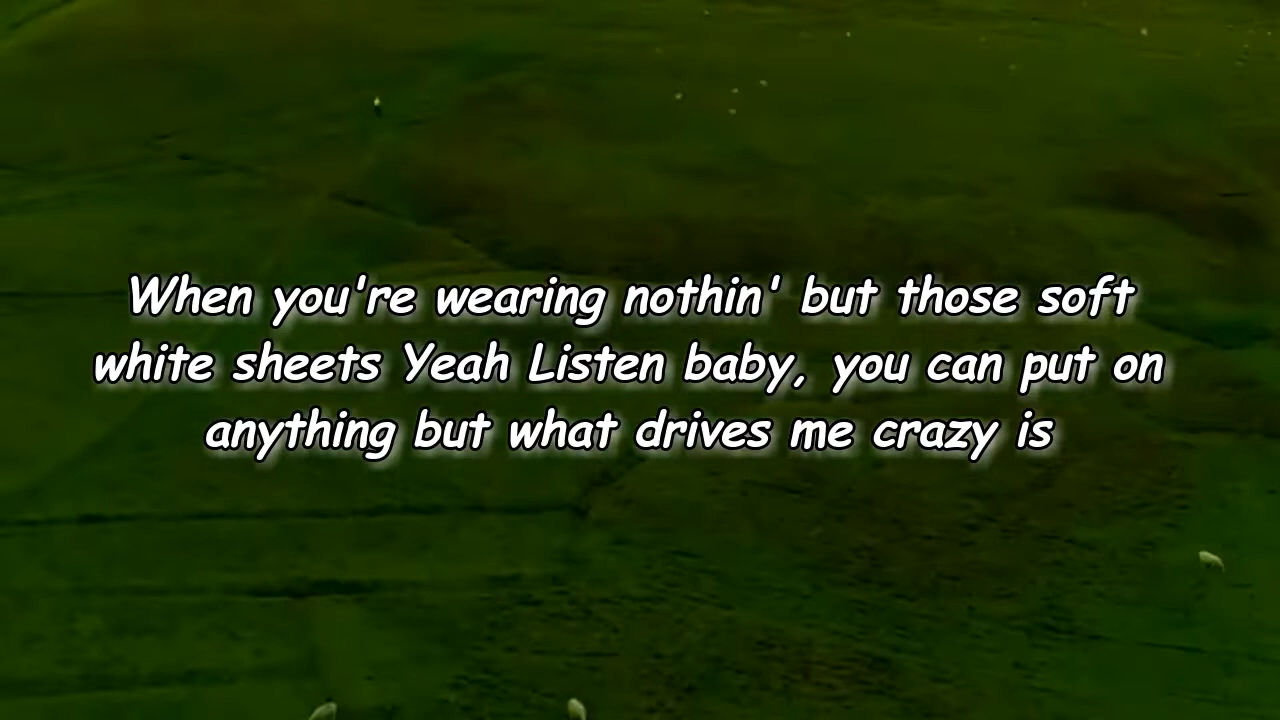 When you're wearing nothin' but those soft
white sheets Yeah Listen baby, you can put on
anything but what drives me crazy is